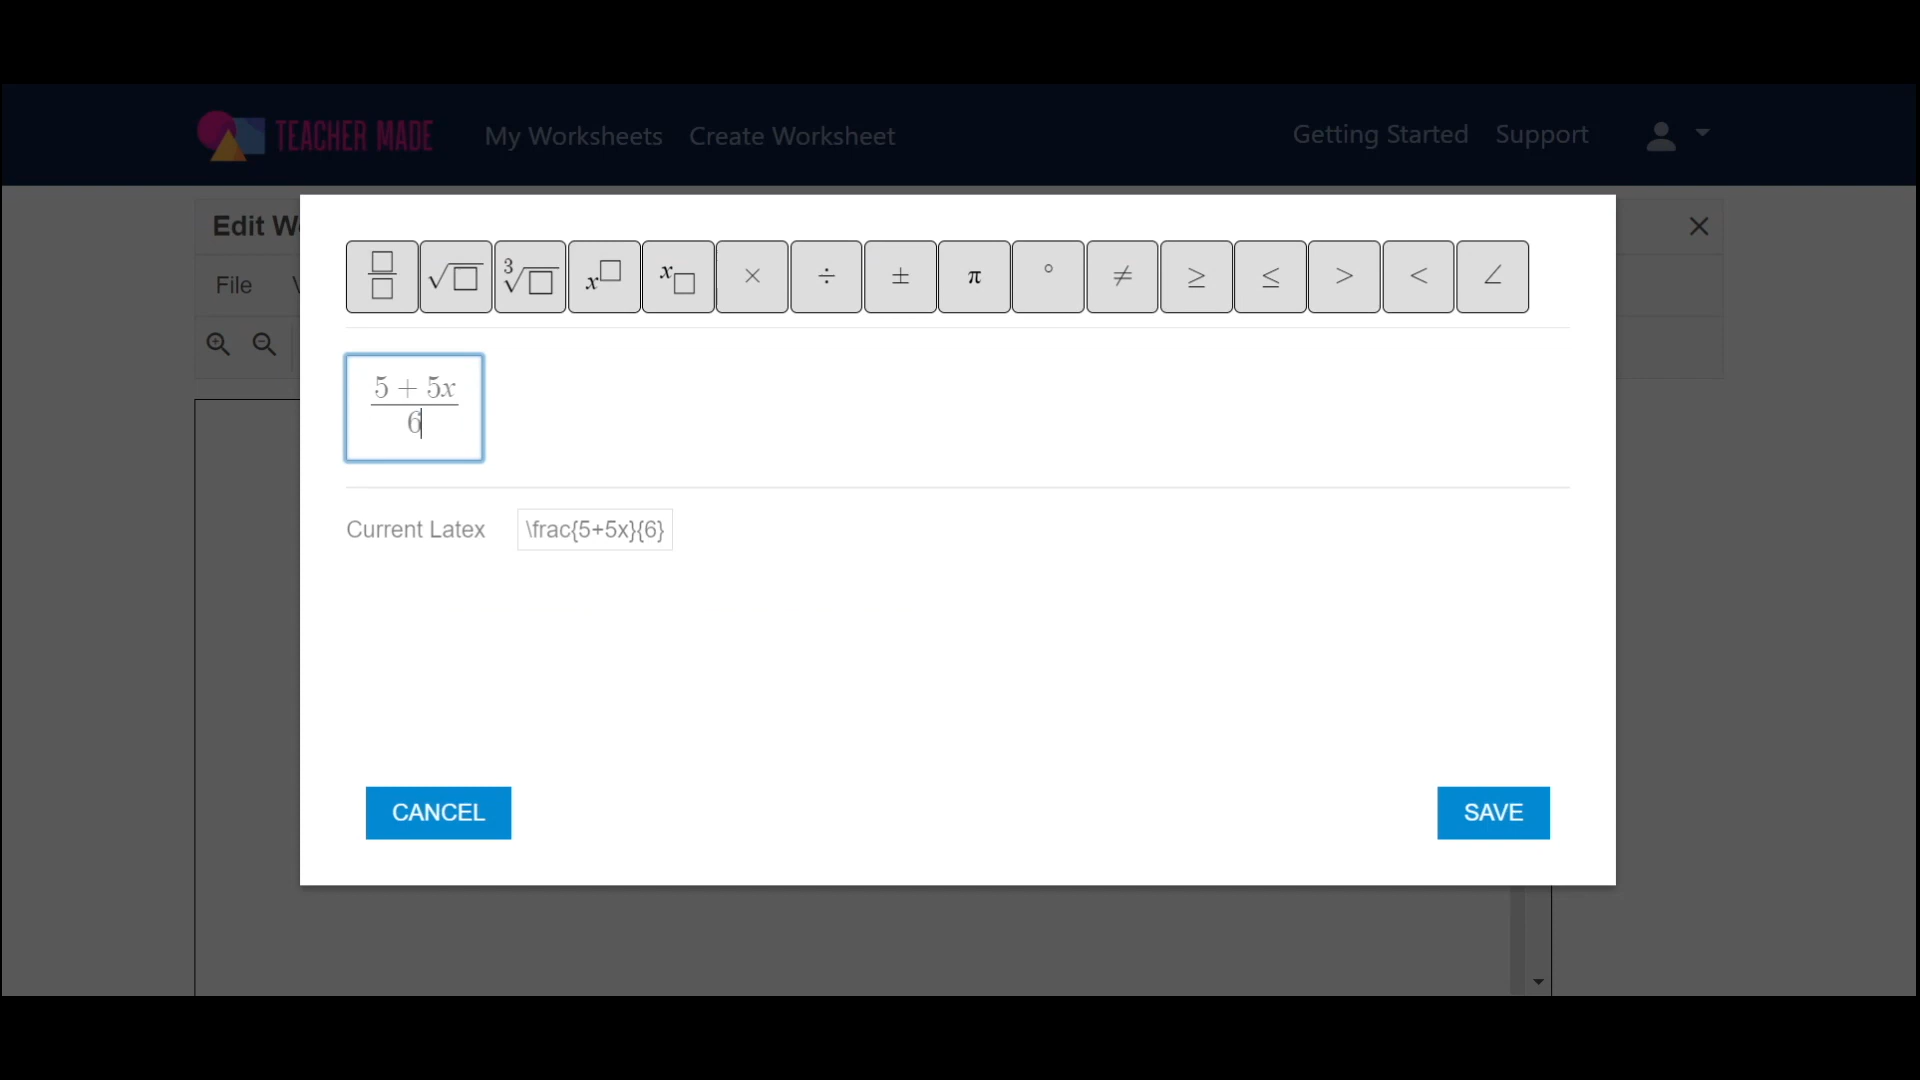 TEACHER MADE My Worksheets Create Worksheet Getting Started Support
Edit W
File
√□ ∛□ x□ x□ × ÷ ± π ° ≠ ≥ ≤ > < ∠
5 + 5x
6
Current Latex \frac{5+5x}{6}
CANCEL SAVE